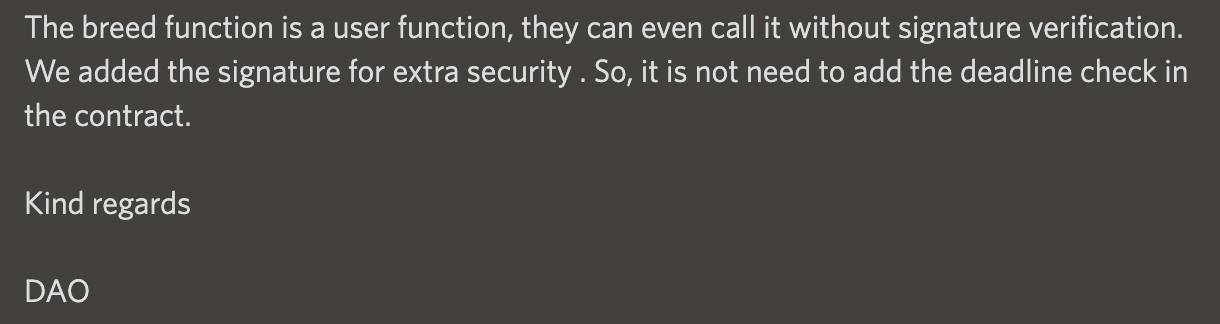 The breed function is a user function, they can even call it without signature verification.
We added the signature for extra security . So, it is not need to add the deadline check in
the contract.
Kind regards
DAO